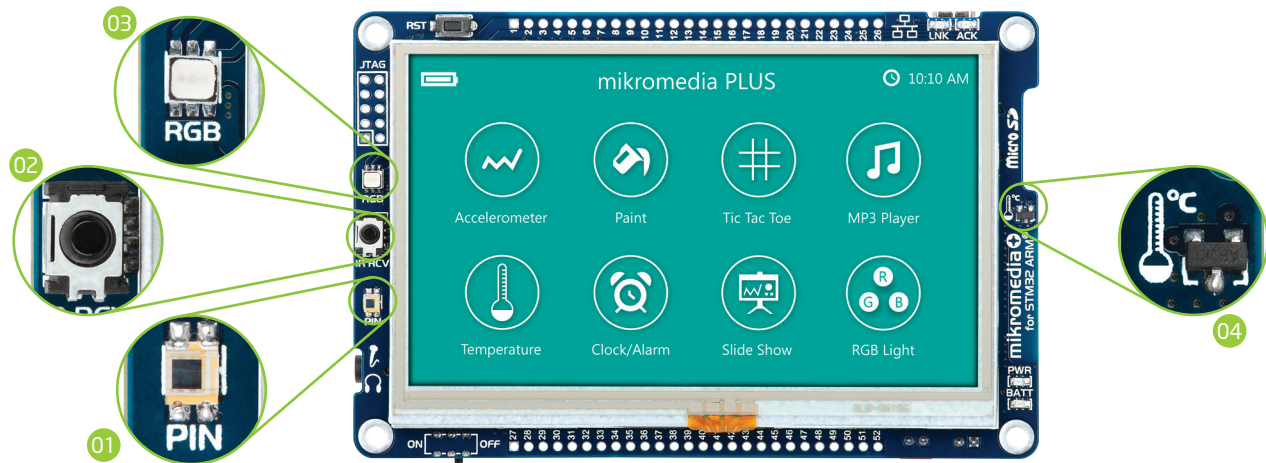 03
RGB
02
01
PIN
04
°C
RST
1 2 3 4 5 6 7 8 9 10 11 12 13 14 15 16 17 18 19 20 21 22 23 24 25 26
LNK ACK
JTAG
RGB
IR RCV
PIN
mikromedia PLUS
10:10 AM
Accelerometer
Paint
Tic Tac Toe
MP3 Player
Temperature
Clock/Alarm
Slide Show
R
G B
RGB Light
micro SD
°C
mikromedia
for STM32 ARM®
PWR
BATT
ON OFF
27 28 29 30 31 32 33 34 35 36 37 38 39 40 41 42 43 44 45 46 47 48 49 50 51 52